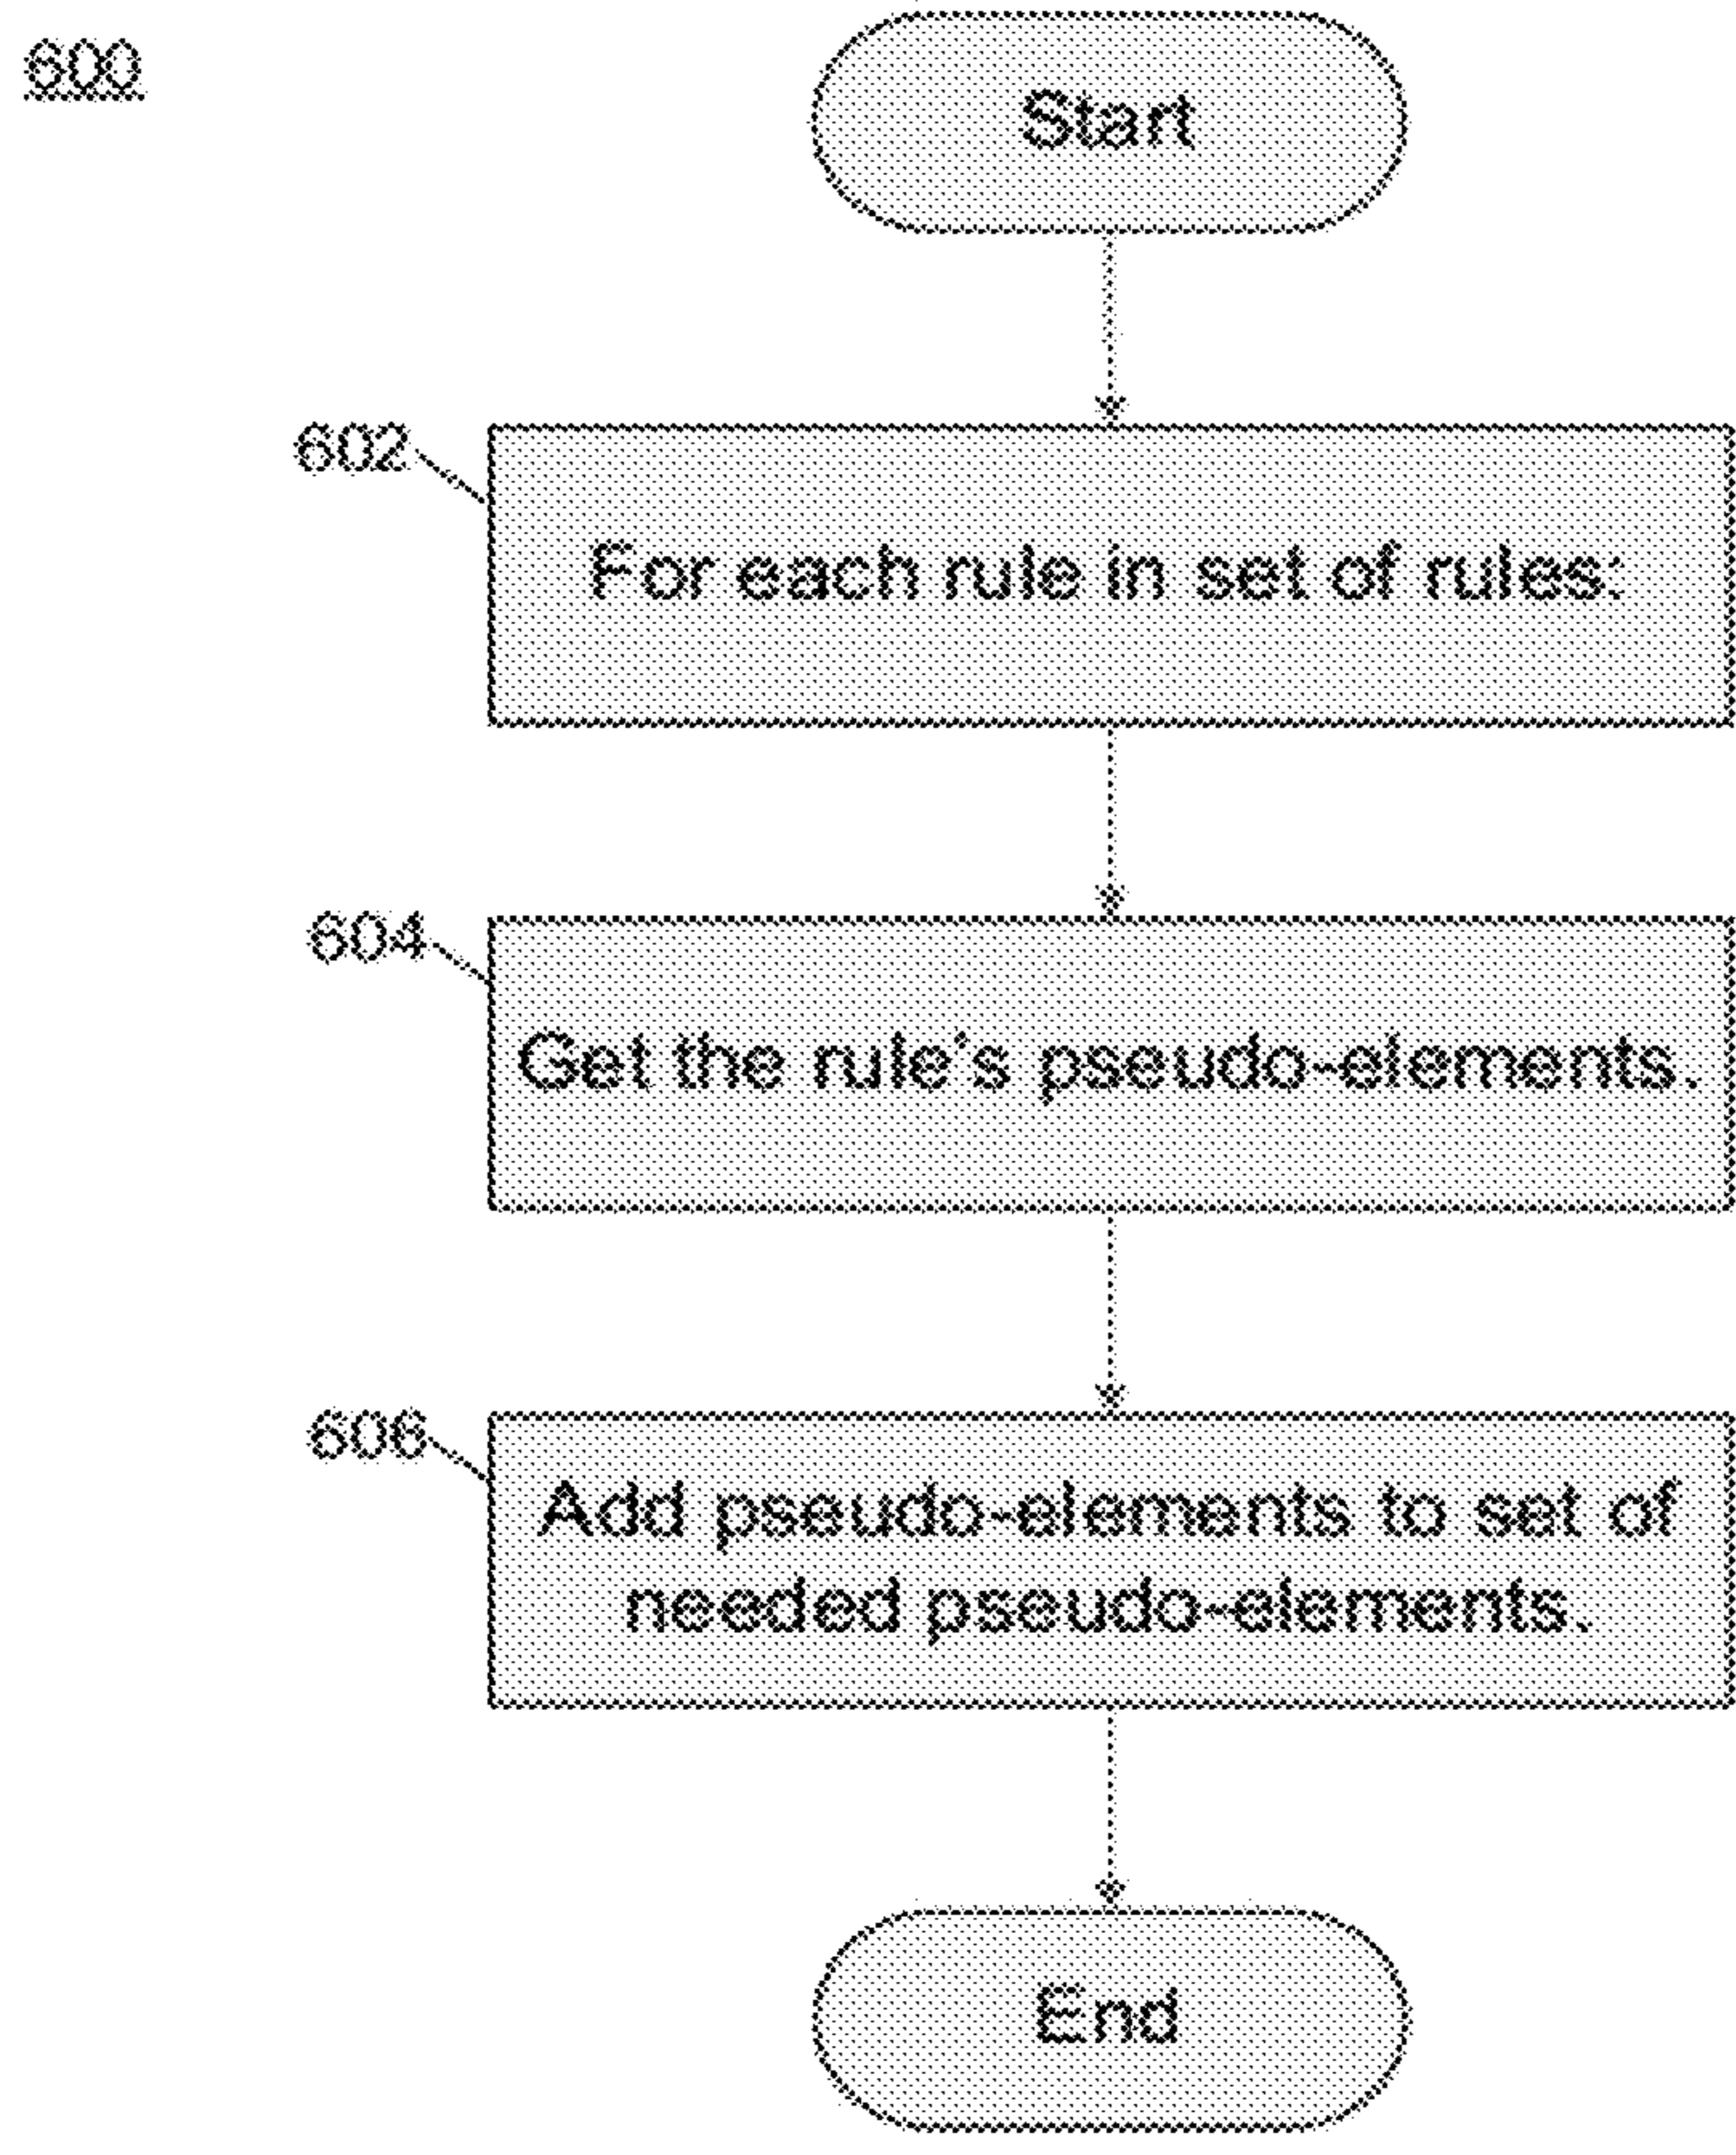 600
Start
602
For each rule in set of rules:
604
Get the rule's pseudo-elements.
606
Add pseudo-elements to set of
needed pseudo-elements.
End